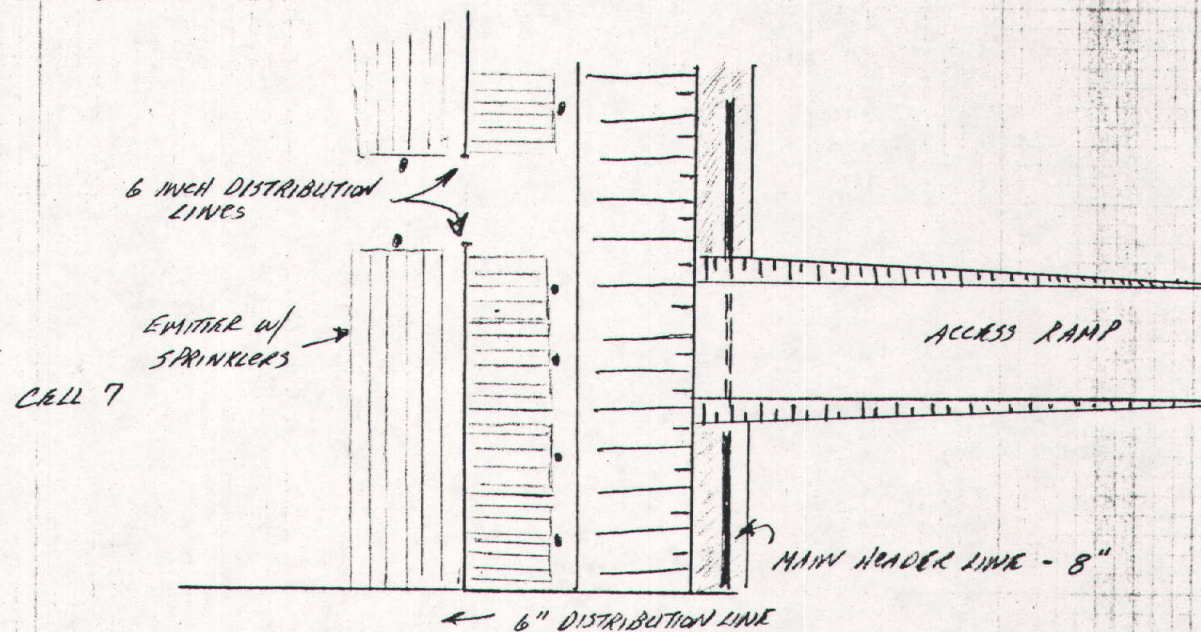 6 INCH DISTRIBUTION
LINES
EMITTER W/
SPRINKLERS
ACCESS RAMP
CELL 7
MAIN HEADER LINE - 8"
6" DISTRIBUTION LINE